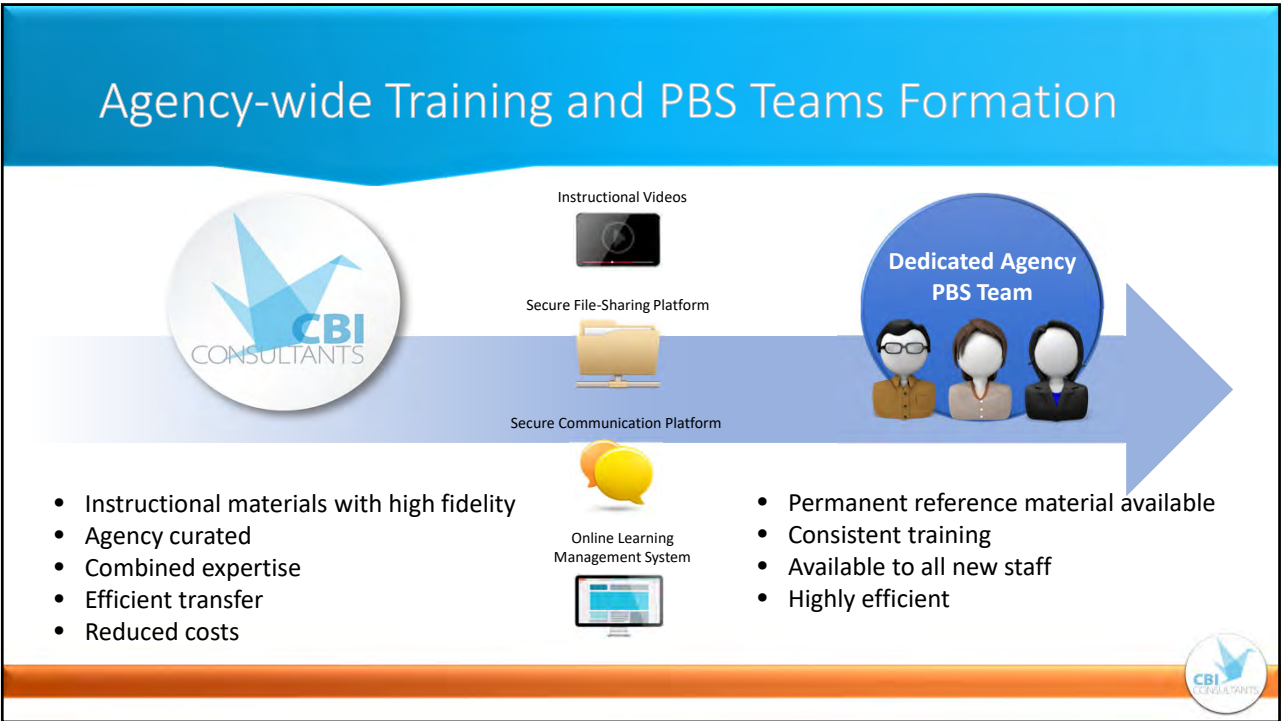 Agency-wide Training and PBS Teams Formation
CBI
CONSULTANTS
Instructional Videos
Secure File-Sharing Platform
Secure Communication Platform
Online Learning
Management System
Dedicated Agency
PBS Team
• Instructional materials with high fidelity
• Agency curated
• Combined expertise
• Efficient transfer
• Reduced costs
• Permanent reference material available
• Consistent training
• Available to all new staff
• Highly efficient
CBI
CONSULTANTS